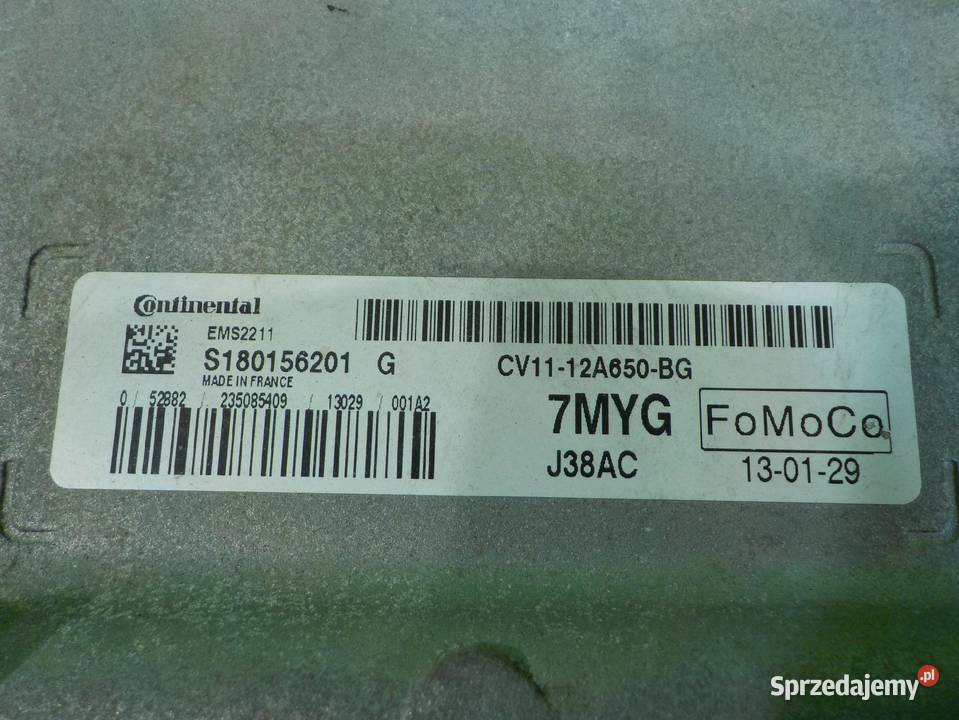 Continental
EMS2211
S180156201 G
MADE IN FRANCE
0 / 52882 / 235085409 / 13029 / 001A2
CV11-12A650-BG
7MYG
FoMoCo
J38AC
13-01-29
Sprzedajemy.pl